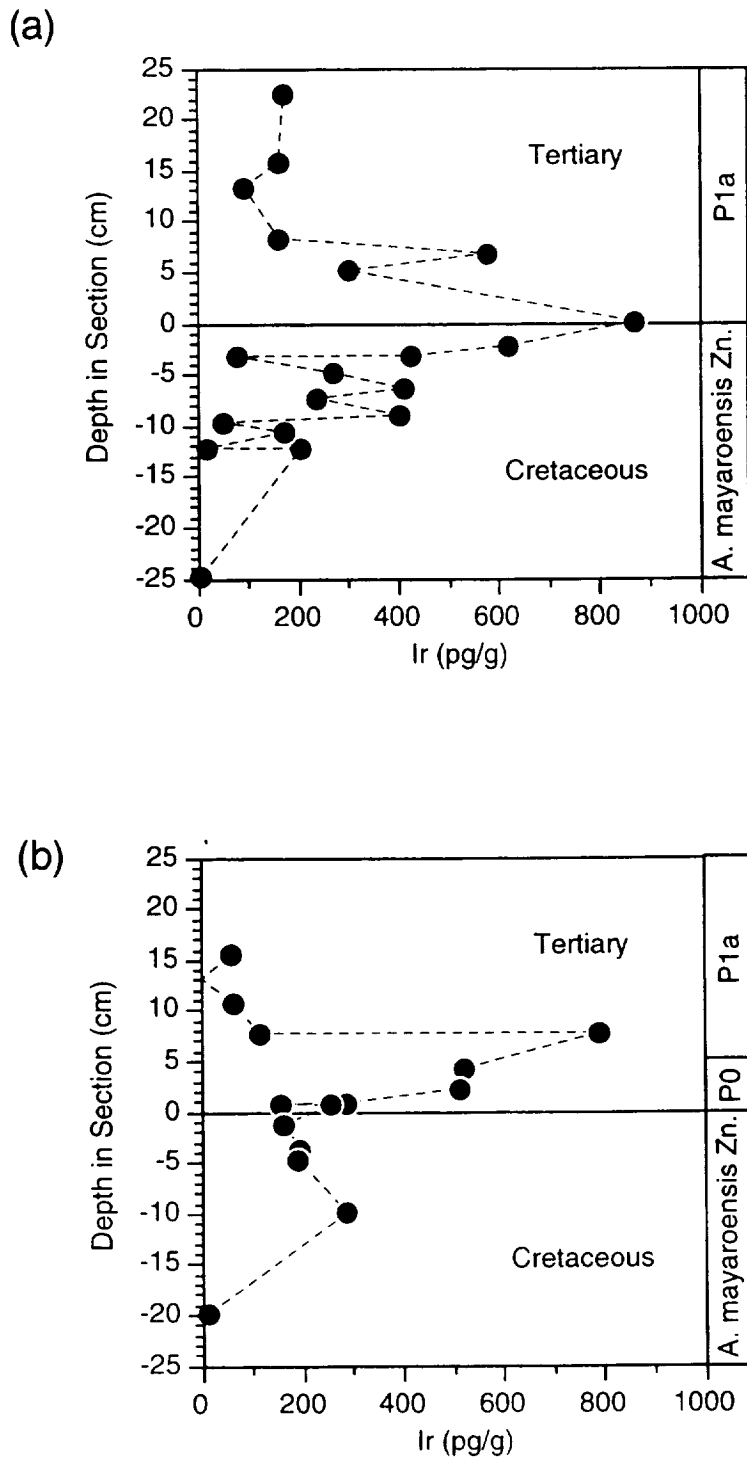 (a)
25
20
15
10
5
0
-5
-10
-15
-20
-25
Depth in Section (cm)
Tertiary
Cretaceous
P1a
A. mayaroensis Zn.
0 200 400 600 800 1000
Ir (pg/g)
(b)
25
20
15
10
5
0
-5
-10
-15
-20
-25
Depth in Section (cm)
Tertiary
Cretaceous
P1a
P0
A. mayaroensis Zn.
0 200 400 600 800 1000
Ir (pg/g)